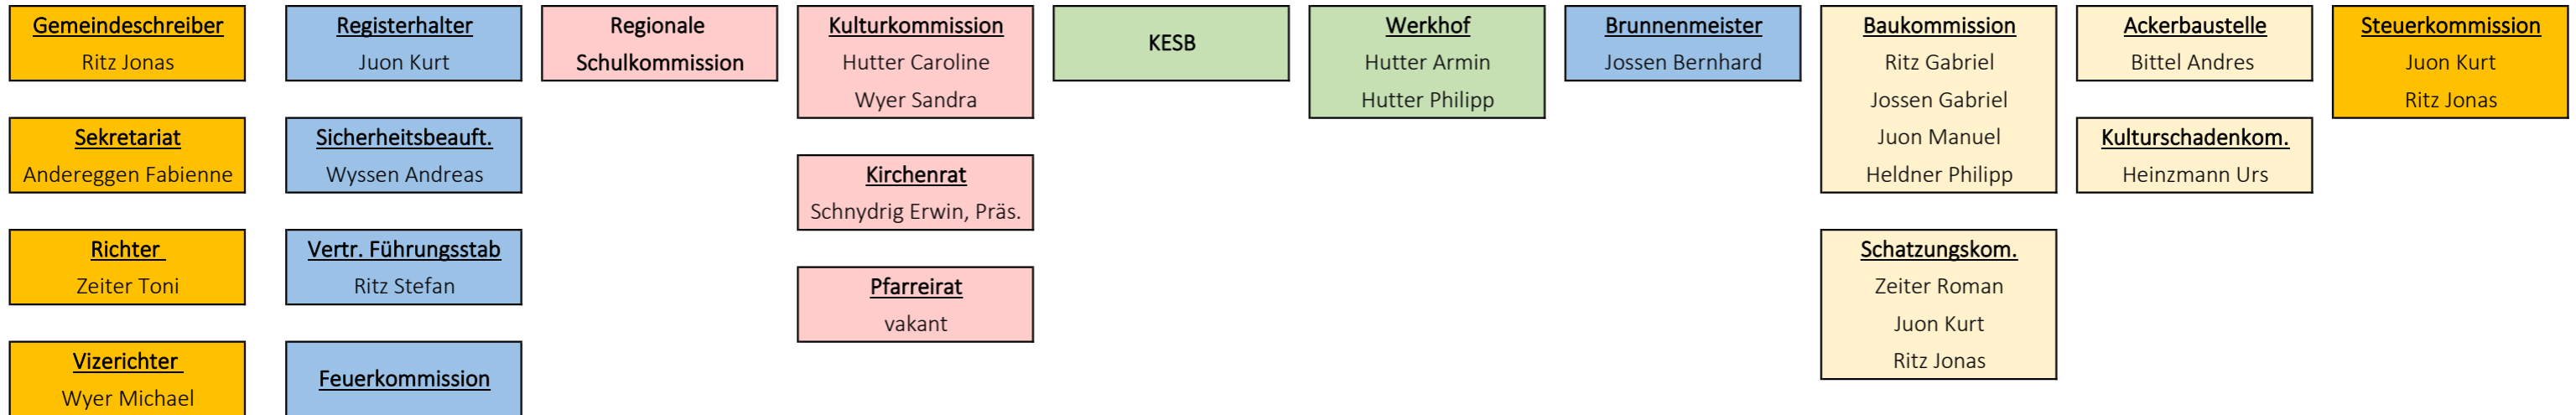 Gemeindeschreiber
Ritz Jonas
Sekretariat
Andereggen Fabienne
Richter
Zeiter Toni
Vizerichter
Wyer Michael
Registerhalter
Juon Kurt
Sicherheitsbeauft.
Wyssen Andreas
Vertr. Führungsstab
Ritz Stefan
Feuerkommission
Regionale
Schulkommission
Kulturkommission
Hutter Caroline
Wyer Sandra
Kirchenrat
Schnydrig Erwin, Präs.
Pfarreirat
vakant
KESB
Werkhof
Hutter Armin
Hutter Philipp
Brunnenmeister
Jossen Bernhard
Baukommission
Ritz Gabriel
Jossen Gabriel
Juon Manuel
Heldner Philipp
Schatzungskom.
Zeiter Roman
Juon Kurt
Ritz Jonas
Ackerbaustelle
Bittel Andres
Kulturschadenkom.
Heinzmann Urs
Steuerkommission
Juon Kurt
Ritz Jonas